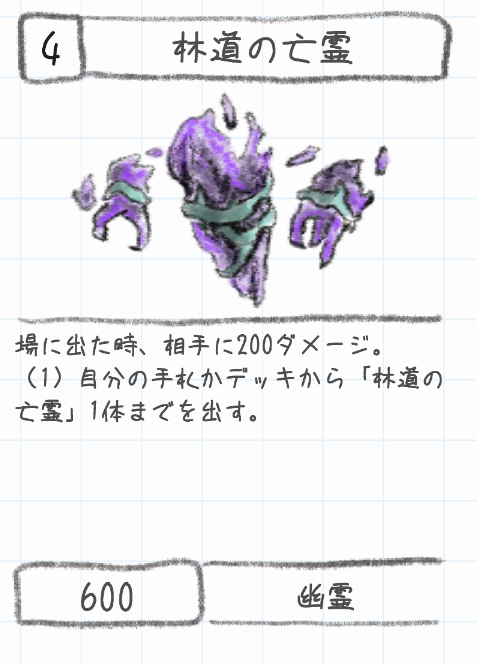 4
林道の亡霊
場に出た時、相手に200ダメージ。
（1）自分の手札かデッキから「林道の
亡霊」1体までを出す。
600
幽霊